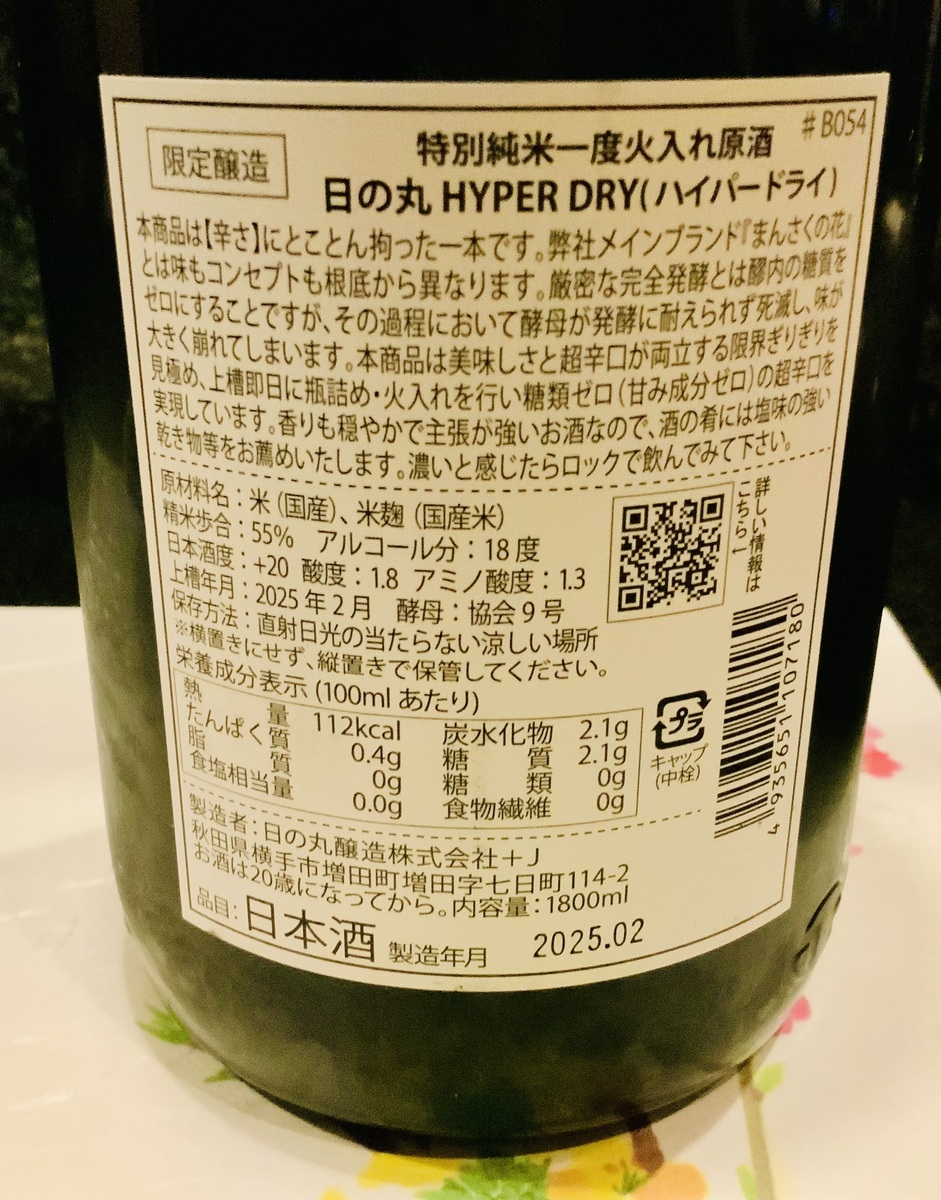 #B054
限定醸造
特別純米一度火入れ原酒
日の丸 HYPER DRY(ハイパードライ)
本商品は【辛さ】にとことん拘った一本です。弊社メインブランド『まんさくの花』
とは味もコンセプトも根底から異なります。厳密な完全発酵とは醪内の糖質を
ゼロにすることですが、その過程において酵母が発酵に耐えられず死滅し、味が
大きく崩れてしまいます。本商品は美味しさと超辛口が両立する限界ぎりぎりを
見極め、上槽即日に瓶詰め・火入れを行い糖類ゼロ(甘み成分ゼロ)の超辛口を
実現しています。香りも穏やかで主張が強いお酒なので、酒の肴には塩味の強い
乾き物等をお薦めいたします。濃いと感じたらロックで飲んでみて下さい。
原材料名:米(国産)、米麹(国産米)
精米歩合:55% アルコール分:18度
日本酒度:+20 酸度:1.8 アミノ酸度:1.3
上槽年月:2025年2月 酵母:協会9号
保存方法:直射日光の当たらない涼しい場所
※横置きにせず、縦置きで保管してください。
詳しい情報は
こちら!
栄養成分表示(100mlあたり)
熱量 112kcal 炭水化物 2.1g
たんぱく質 0.4g 糖質 2.1g
脂質 0g 糖類 0g
食塩相当量 0.0g 食物繊維 0g
プラ
キャップ
(中栓)
4 935651 107180
製造者:日の丸醸造株式会社+J
秋田県横手市増田町増田字七日町114-2
お酒は20歳になってから。内容量:1800ml
品目:日本酒 製造年月 2025.02